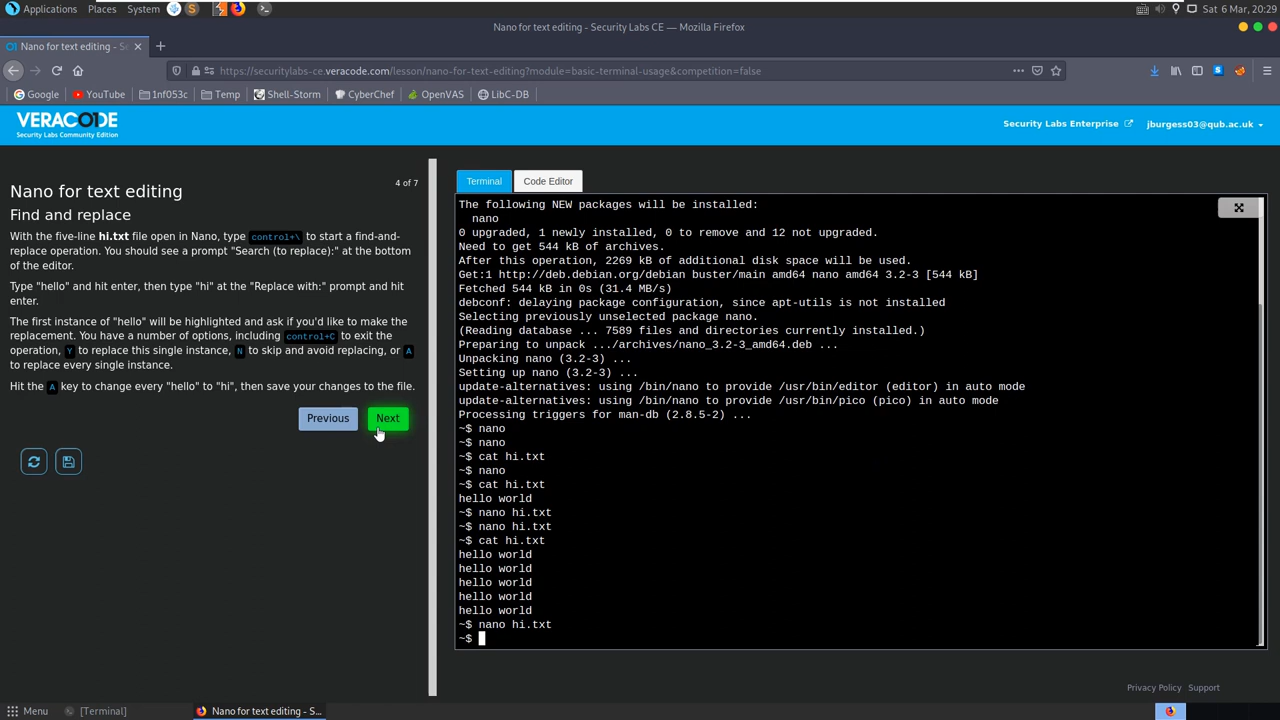 Applications Places System Sat 6 Mar, 20:29
Nano for text editing - Security Labs CE — Mozilla Firefox
Nano for text editing - S
https://securitylabs-ce.veracode.com/lesson/nano-for-text-editing?module=basic-terminal-usage&competition=false
Google YouTube 1nf053c Temp Shell-Storm CyberChef OpenVAS LibC-DB
VERACODE
Security Labs Community Edition
Security Labs Enterprise jburgess03@qub.ac.uk
4 of 7
Nano for text editing
Find and replace
With the five-line hi.txt file open in Nano, type control+\ to start a find-and-
replace operation. You should see a prompt "Search (to replace):" at the bottom
of the editor.
Type "hello" and hit enter, then type "hi" at the "Replace with:" prompt and hit
enter.
The first instance of "hello" will be highlighted and ask if you'd like to make the
replacement. You have a number of options, including control+C to exit the
operation, Y to replace this single instance, N to skip and avoid replacing, or A
to replace every single instance.
Hit the A key to change every "hello" to "hi", then save your changes to the file.
Previous Next
Terminal Code Editor
The following NEW packages will be installed:
nano
0 upgraded, 1 newly installed, 0 to remove and 12 not upgraded.
Need to get 544 kB of archives.
After this operation, 2269 kB of additional disk space will be used.
Get:1 http://deb.debian.org/debian buster/main amd64 nano amd64 3.2-3 [544 kB]
Fetched 544 kB in 0s (31.4 MB/s)
debconf: delaying package configuration, since apt-utils is not installed
Selecting previously unselected package nano.
(Reading database ... 7589 files and directories currently installed.)
Preparing to unpack .../archives/nano_3.2-3_amd64.deb ...
Unpacking nano (3.2-3) ...
Setting up nano (3.2-3) ...
update-alternatives: using /bin/nano to provide /usr/bin/editor (editor) in auto mode
update-alternatives: using /bin/nano to provide /usr/bin/pico (pico) in auto mode
Processing triggers for man-db (2.8.5-2) ...
~$ nano
~$ nano
~$ cat hi.txt
~$ nano
~$ cat hi.txt
hello world
~$ nano hi.txt
~$ nano hi.txt
~$ cat hi.txt
hello world
hello world
hello world
hello world
hello world
~$ nano hi.txt
~$
Privacy Policy Support
Menu [Terminal] Nano for text editing - S...